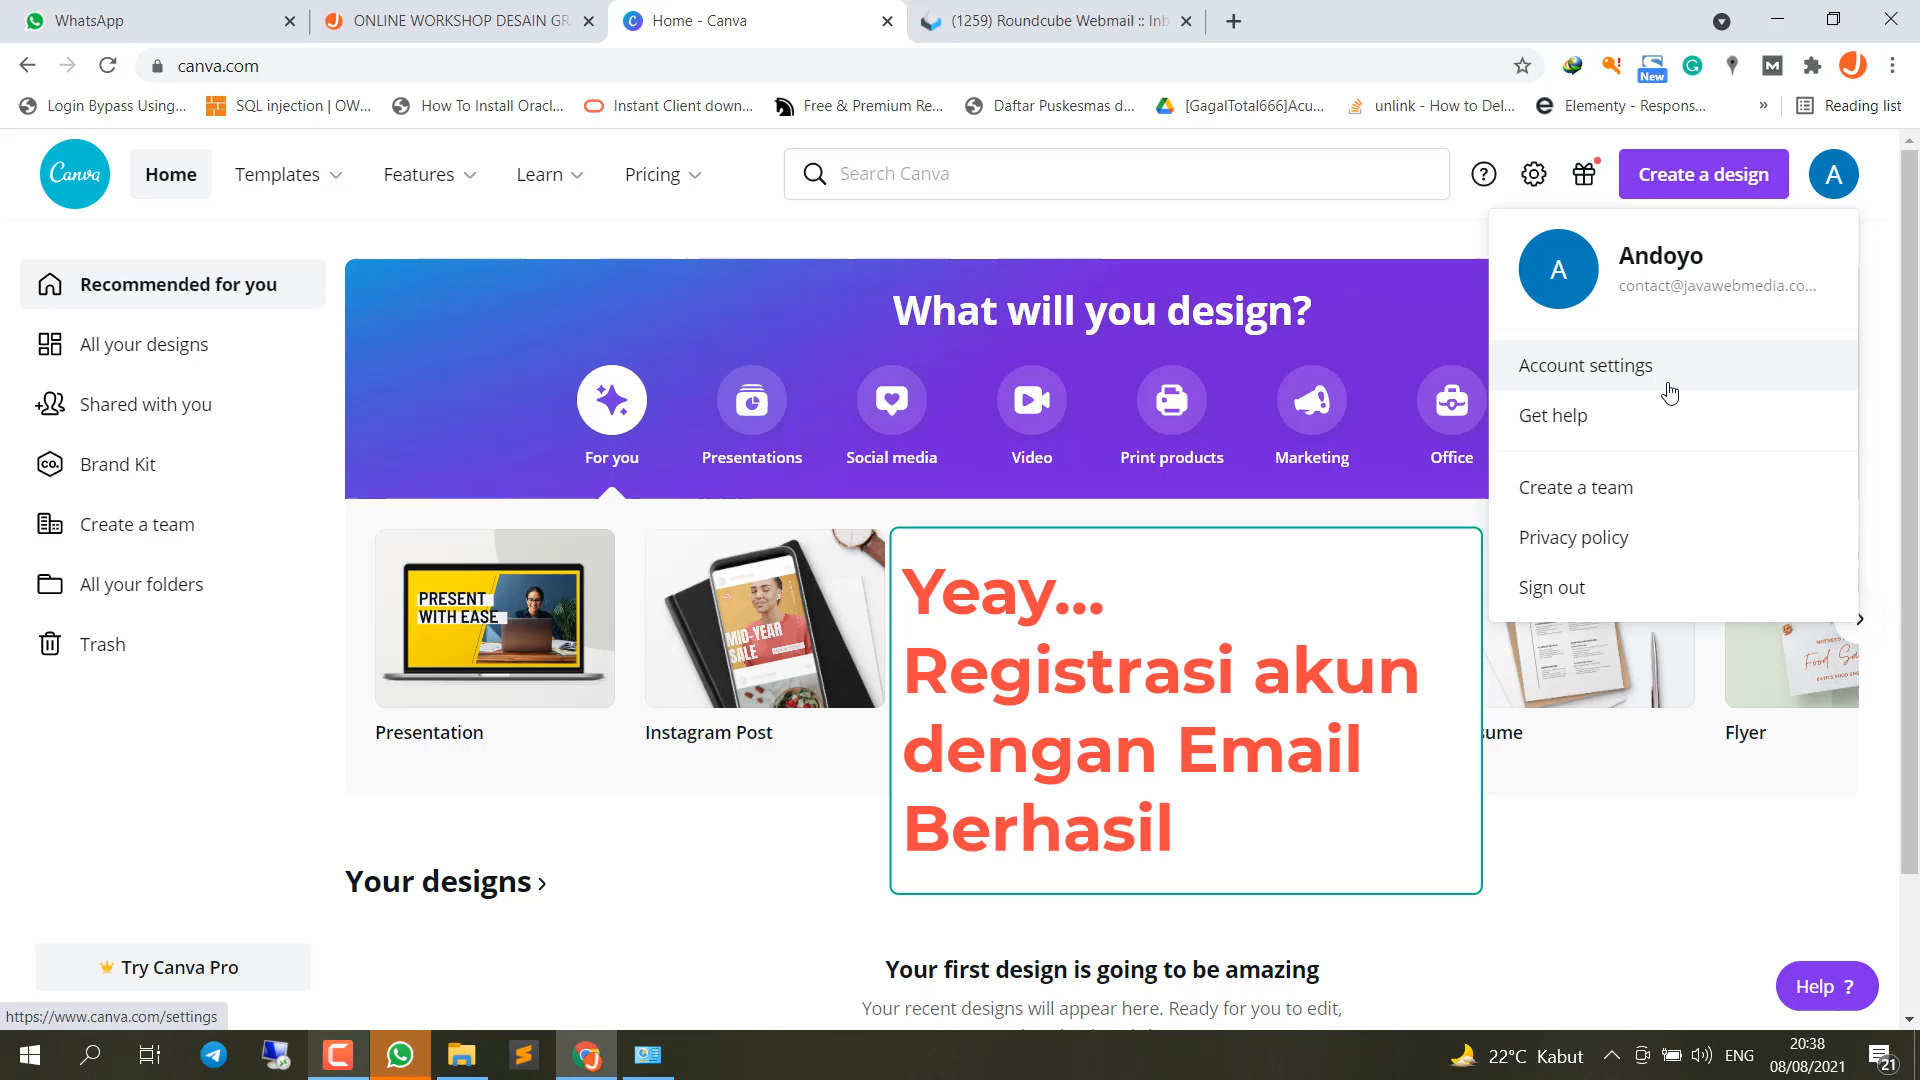 WhatsApp
ONLINE WORKSHOP DESAIN GR
Home - Canva
(1259) Roundcube Webmail :: Inb
canva.com
New
Login Bypass Using...
SQL injection | OW...
How To Install Oracl...
Instant Client down...
Free & Premium Re...
Daftar Puskesmas d...
[GagalTotal666]Acu...
unlink - How to Del...
Elementy - Respons...
»
Reading list
Canva
Home
Templates
Features
Learn
Pricing
Search Canva
Create a design
A
A
Andoyo
contact@javawebmedia.co...
Account settings
Get help
Create a team
Privacy policy
Sign out
Recommended for you
All your designs
Shared with you
CO.
Brand Kit
Create a team
All your folders
Trash
Try Canva Pro
What will you design?
For you
Presentations
Social media
Video
Print products
Marketing
Office
PRESENT
WITH EASE
Presentation
MID-YEAR
SALE
Instagram Post
Yeay...
Registrasi akun
dengan Email
Berhasil
ume
Food Sa
Flyer
Your designs ›
Your first design is going to be amazing
Your recent designs will appear here. Ready for you to edit,
Help ?
https://www.canva.com/settings
22°C Kabut
ENG
20:38
08/08/2021
21